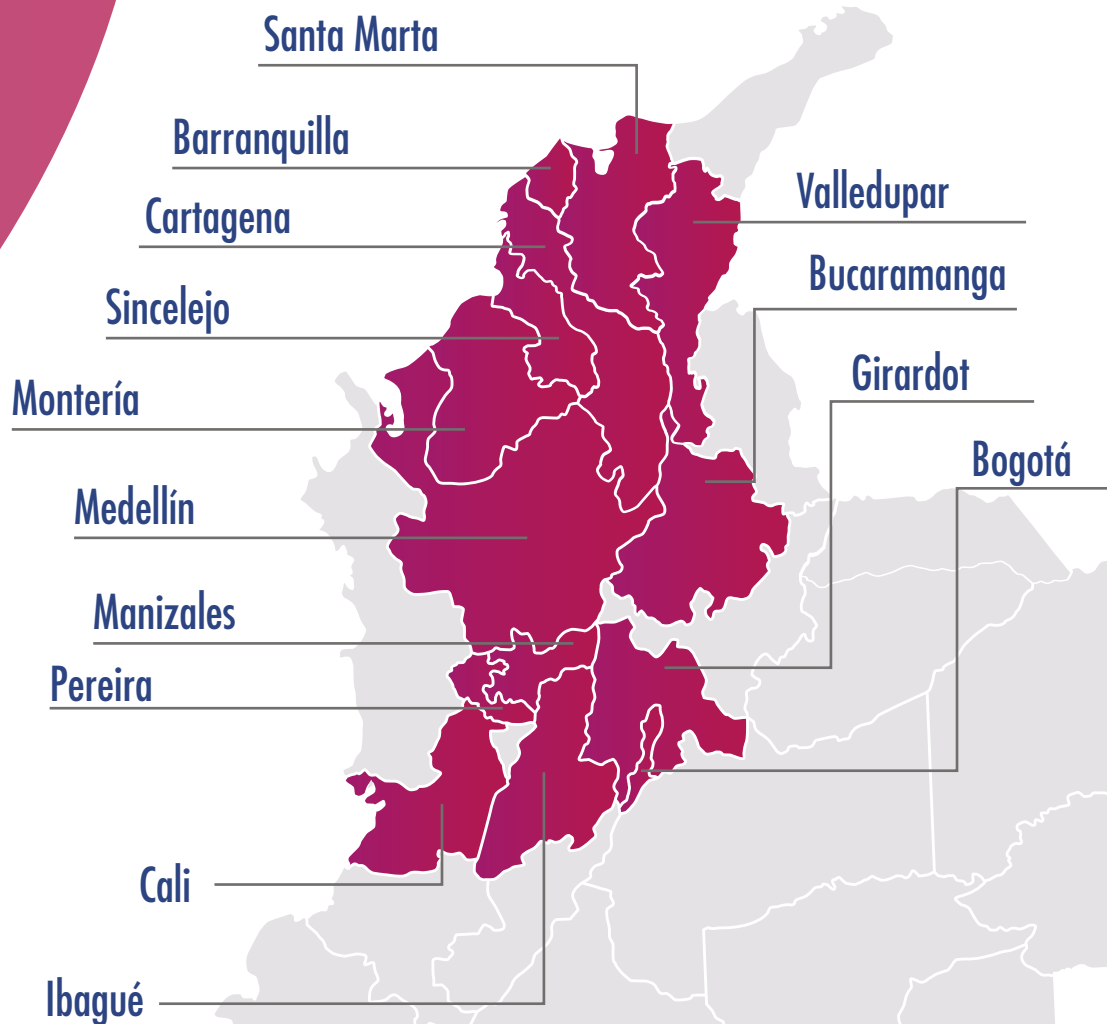 Santa Marta
Barranquilla
Valledupar
Cartagena
Bucaramanga
Sincelejo
Girardot
Montería
Bogotá
Medellín
Manizales
Pereira
Cali
Ibagué